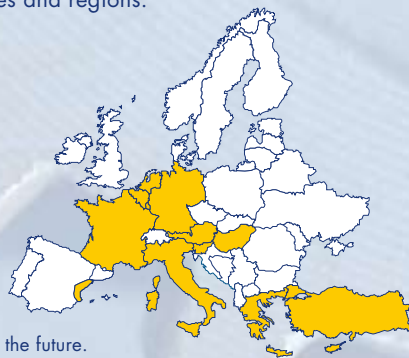 es and regions.
the future.